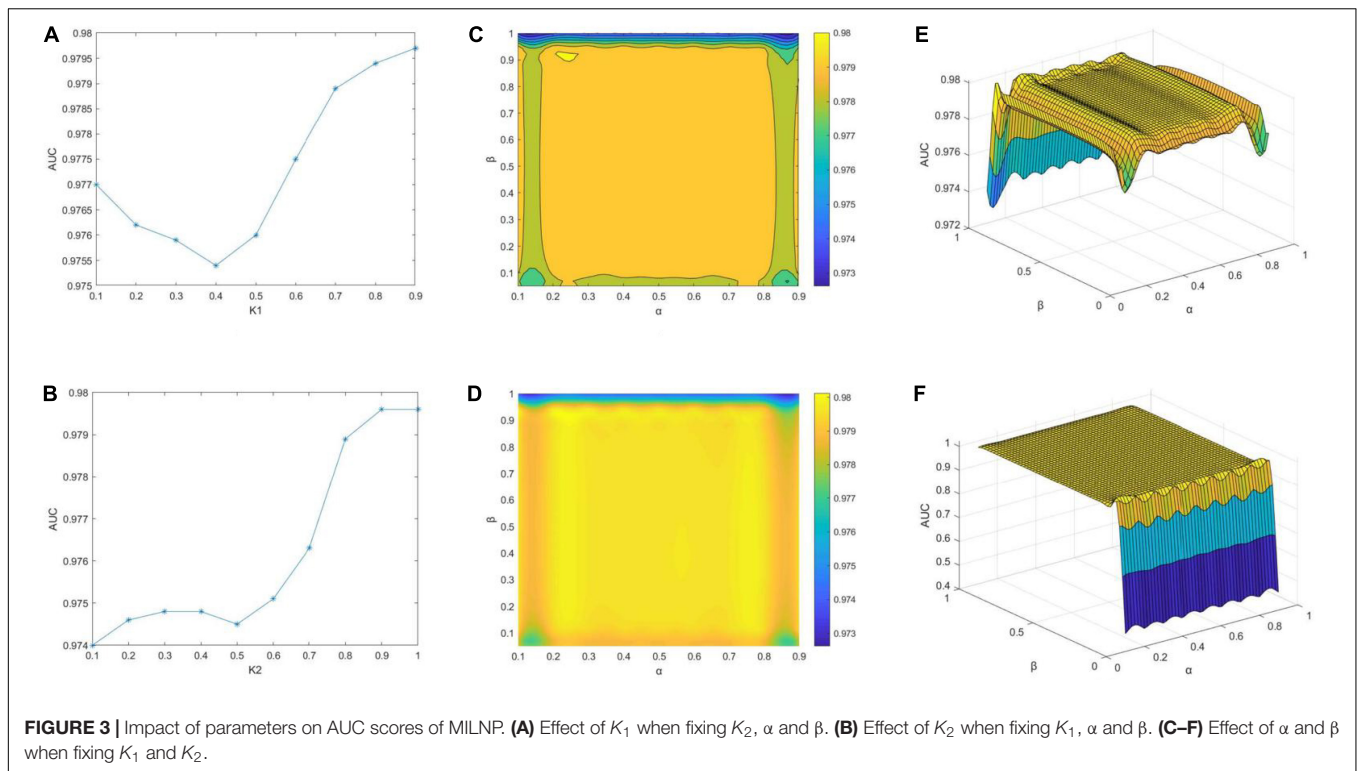 A
0.98
0.9795
0.979
0.9785
0.978
0.9775
0.977
0.9765
0.976
0.9755
0.975
AUC
0.1 0.2 0.3 0.4 0.5 0.6 0.7 0.8 0.9
K1
C
1
0.9
0.8
0.7
0.6
0.5
0.4
0.3
0.2
0.1
β
0.1 0.2 0.3 0.4 0.5 0.6 0.7 0.8 0.9
α
0.98
0.979
0.978
0.977
0.976
0.975
0.974
0.973
E
0.98
0.978
0.976
0.974
0.972
AUC
1
0.5
0
β
0 0.2 0.4 0.6 0.8 1
α
B
0.98
0.979
0.978
0.977
0.976
0.975
0.974
AUC
0.1 0.2 0.3 0.4 0.5 0.6 0.7 0.8 0.9 1
K2
D
1
0.9
0.8
0.7
0.6
0.5
0.4
0.3
0.2
0.1
β
0.1 0.2 0.3 0.4 0.5 0.6 0.7 0.8 0.9
α
0.98
0.979
0.978
0.977
0.976
0.975
0.974
0.973
F
1
0.9
0.8
0.7
0.6
0.5
0.4
AUC
1
0.5
0
β
0 0.2 0.4 0.6 0.8 1
α
FIGURE 3 | Impact of parameters on AUC scores of MILNP. (A) Effect of K1 when fixing K2, α and β. (B) Effect of K2 when fixing K1, α and β. (C–F) Effect of α and β
when fixing K1 and K2.